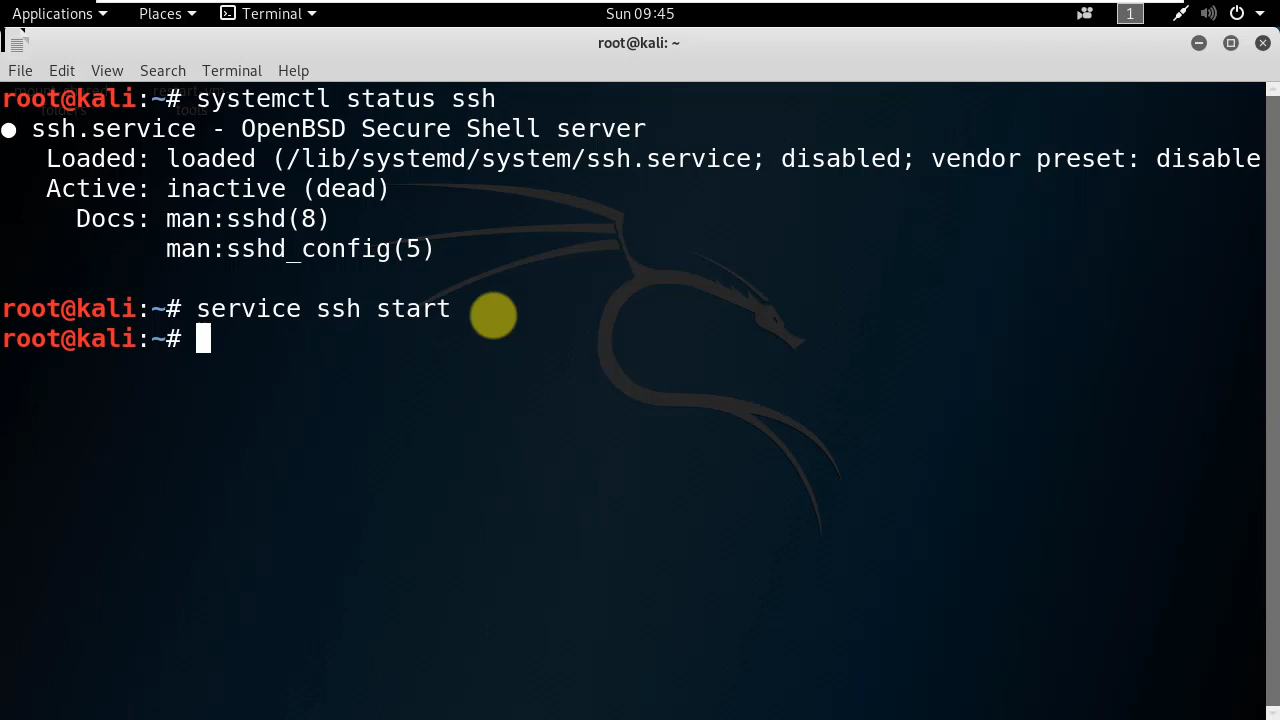 Applications Places Terminal Sun 09:45 1
root@kali: ~
File Edit View Search Terminal Help
root@kali:~# systemctl status ssh
● ssh.service - OpenBSD Secure Shell server
Loaded: loaded (/lib/systemd/system/ssh.service; disabled; vendor preset: disable
Active: inactive (dead)
Docs: man:sshd(8)
man:sshd_config(5)
root@kali:~# service ssh start
root@kali:~#